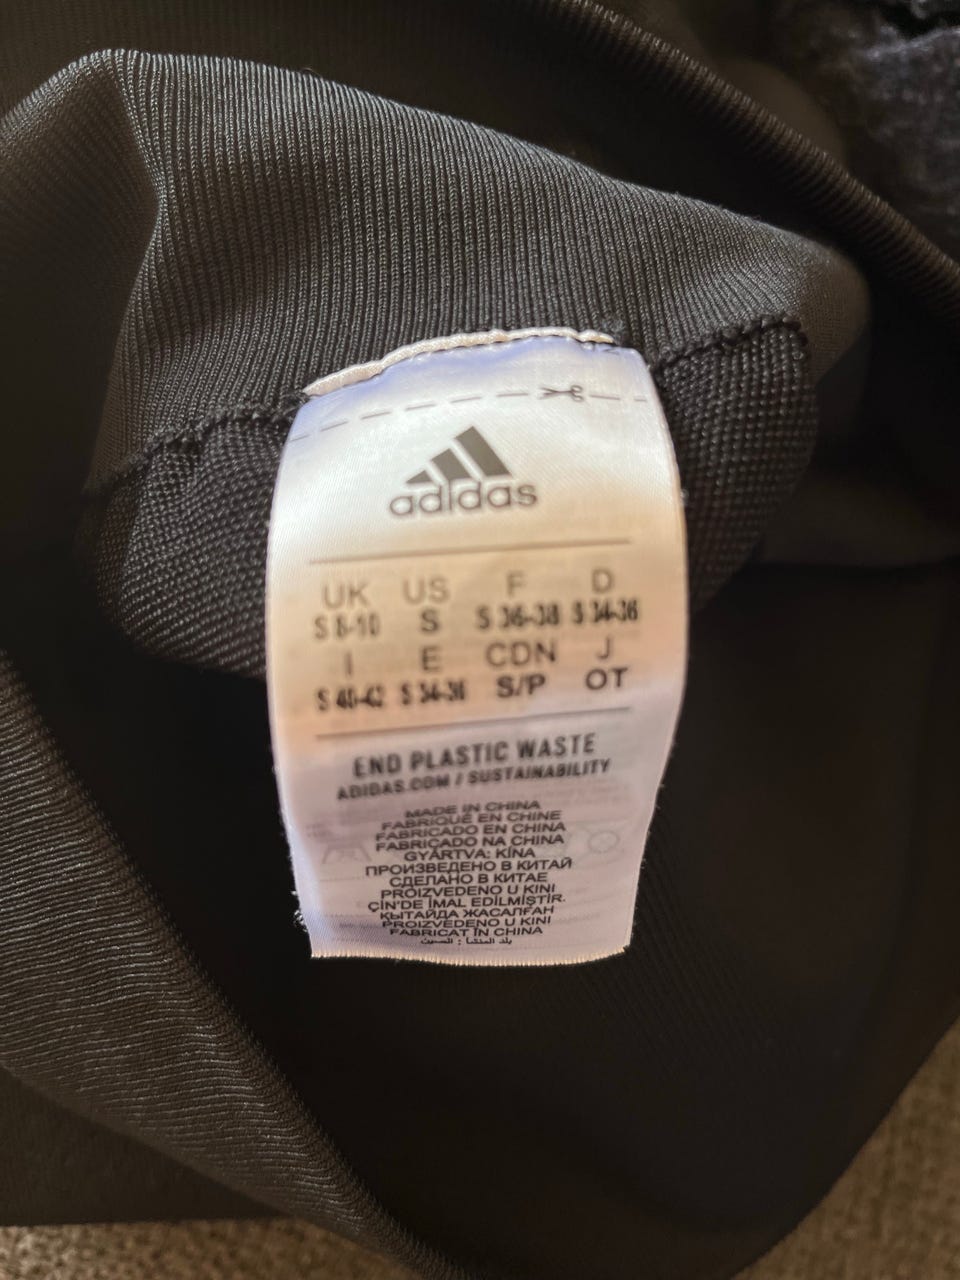 adidas
UK US F D
S 8-10 S S 36-38 S 34-36
I E CDN J
S 40-42 S 34-36 S/P OT
END PLASTIC WASTE
ADIDAS.COM / SUSTAINABILITY
MADE IN CHINA
FABRIQUÉ EN CHINE
FABRICADO EN CHINA
FABRICADO NA CHINA
GYÁRTVA: KÍNA
ПРОИЗВЕДЕНО В КИТАЙ
СДЕЛАНО В КИТАЕ
PROIZVEDENO U KINI
ÇİN'DE İMAL EDİLMİŞTİR.
ҚЫТАЙДА ЖАСАЛҒАН
PROIZVEDENO U KINI
FABRICAT ÎN CHINA
بلد المنشأ : الصين